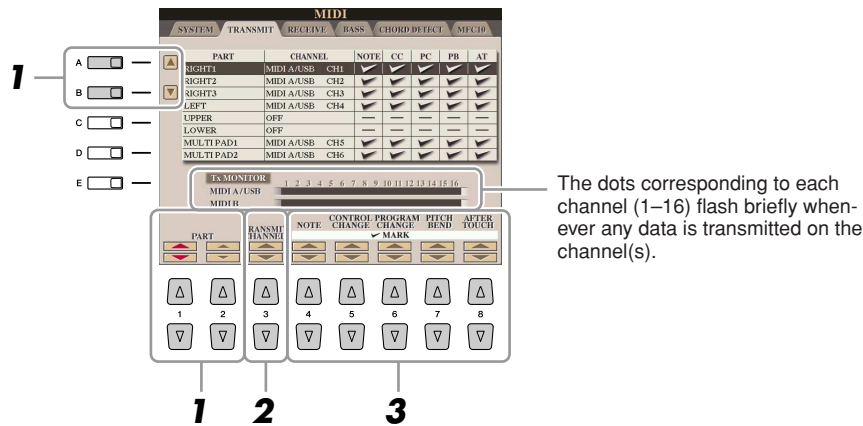 MIDI
SYSTEM TRANSMIT RECEIVE BASS CHORD DETECT MFC10
PART CHANNEL NOTE CC PC PB AT
RIGHT1 MIDI A/USB CH1
RIGHT2 MIDI A/USB CH2
RIGHT3 MIDI A/USB CH3
LEFT MIDI A/USB CH4
UPPER OFF — — — — —
LOWER OFF — — — — —
MULTI PAD1 MIDI A/USB CH5
MULTI PAD2 MIDI A/USB CH6
1
A
B
C
D
E
Tx MONITOR 1 2 3 4 5 6 7 8 9 10 11 12 13 14 15 16
MIDI A/USB
MIDI B
The dots corresponding to each
channel (1–16) flash briefly when-
ever any data is transmitted on the
channel(s).
PART
TRANSMIT
CHANNEL
NOTE
CONTROL
CHANGE
PROGRAM
CHANGE
PITCH
BEND
AFTER
TOUCH
MARK
1 2 3 4 5 6 7 8
1 2 3